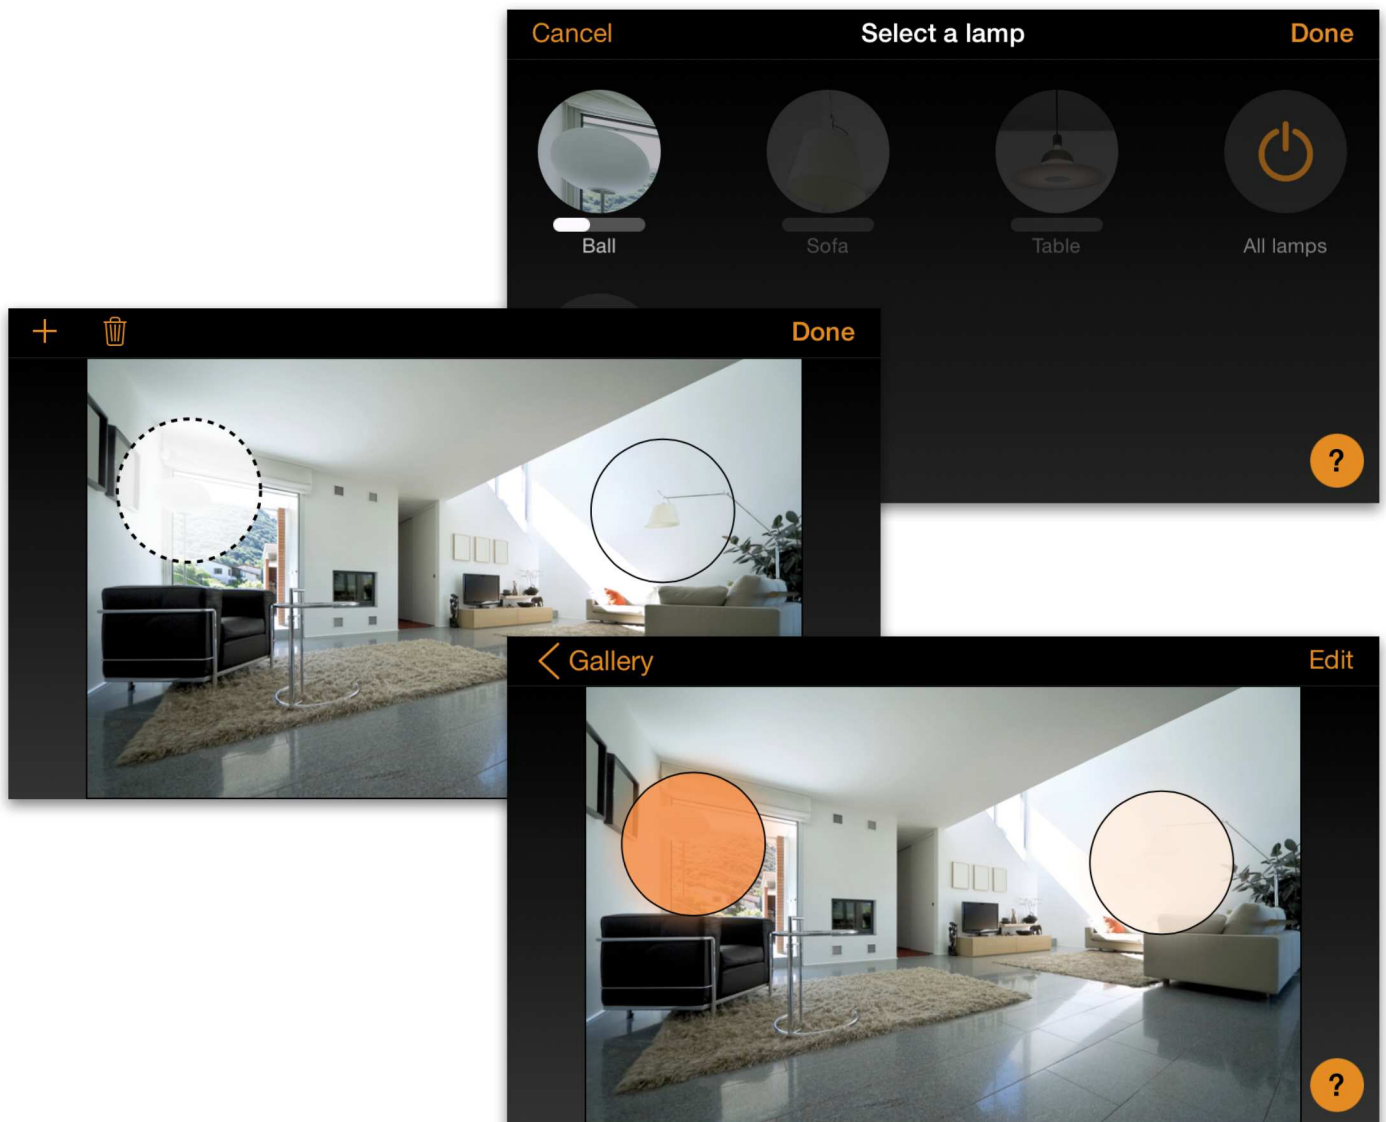 Cancel
Select a lamp
Done
Ball
Sofa
Table
All lamps
Done
?
Gallery
Edit
?